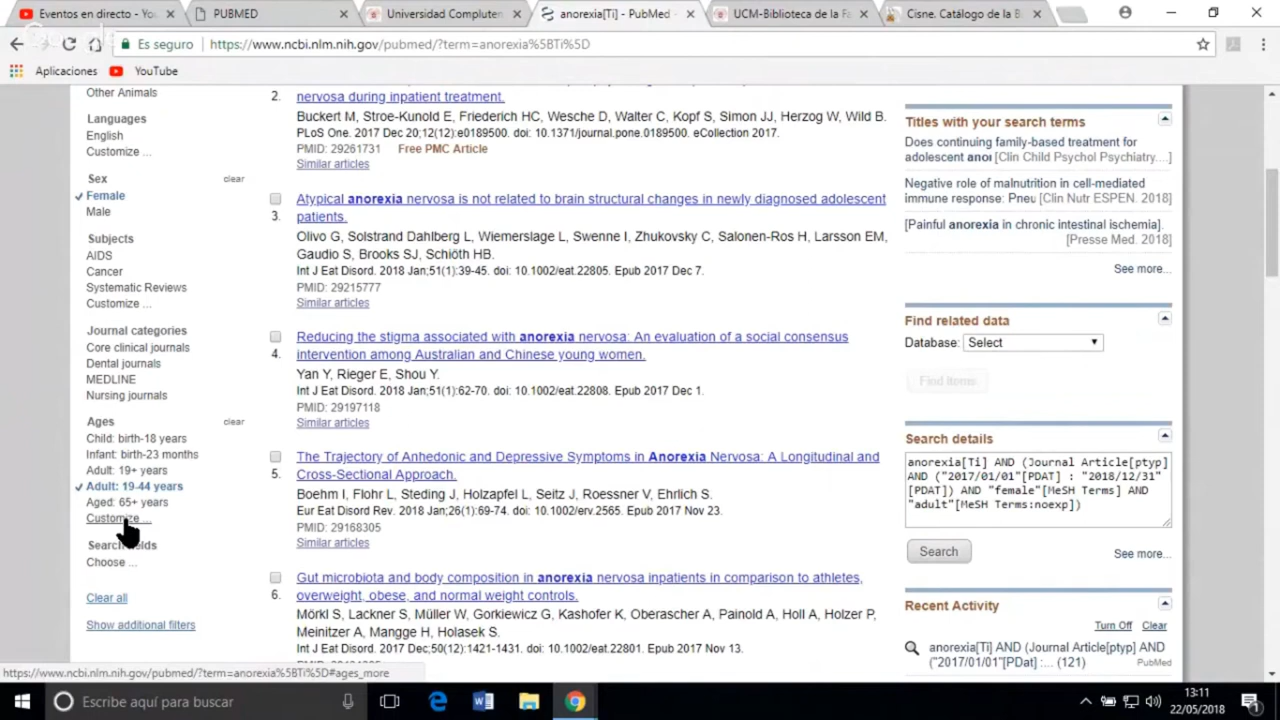 Eventos en directo - You
PUBMED
Universidad Complutens
anorexia[Ti] - PubMed -
UCM-Biblioteca de la Fa
Cisne. Catálogo de la B
Es seguro
https://www.ncbi.nlm.nih.gov/pubmed/?term=anorexia%5BTi%5D
Aplicaciones
YouTube
Other Animals
Languages
English
Customize ...
Sex
clear
Female
Male
Subjects
AIDS
Cancer
Systematic Reviews
Customize ...
Journal categories
Core clinical journals
Dental journals
MEDLINE
Nursing journals
Ages
clear
Child: birth-18 years
Infant: birth-23 months
Adult: 19+ years
Adult: 19-44 years
Aged: 65+ years
Customize ...
Choose ...
Clear all
Show additional filters
2.
nervosa during inpatient treatment.
Buckert M, Stroe-Kunold E, Friederich HC, Wesche D, Walter C, Kopf S, Simon JJ, Herzog W, Wild B.
PLoS One. 2017 Dec 20;12(12):e0189500. doi: 10.1371/journal.pone.0189500. eCollection 2017.
PMID: 29261731 Free PMC Article
Similar articles
Atypical anorexia nervosa is not related to brain structural changes in newly diagnosed adolescent
3. patients.
Olivo G, Solstrand Dahlberg L, Wiemerslage L, Swenne I, Zhukovsky C, Salonen-Ros H, Larsson EM,
Gaudio S, Brooks SJ, Schiöth HB.
Int J Eat Disord. 2018 Jan;51(1):39-45. doi: 10.1002/eat.22805. Epub 2017 Dec 7.
PMID: 29215777
Similar articles
Reducing the stigma associated with anorexia nervosa: An evaluation of a social consensus
4. intervention among Australian and Chinese young women.
Yan Y, Rieger E, Shou Y.
Int J Eat Disord. 2018 Jan;51(1):62-70. doi: 10.1002/eat.22808. Epub 2017 Dec 1.
PMID: 29197118
Similar articles
The Trajectory of Anhedonic and Depressive Symptoms in Anorexia Nervosa: A Longitudinal and
5. Cross-Sectional Approach.
Boehm I, Flohr L, Steding J, Holzapfel L, Seitz J, Roessner V, Ehrlich S.
Eur Eat Disord Rev. 2018 Jan;26(1):69-74. doi: 10.1002/erv.2565. Epub 2017 Nov 23.
PMID: 29168305
Similar articles
Gut microbiota and body composition in anorexia nervosa inpatients in comparison to athletes,
6. overweight, obese, and normal weight controls.
Mörkl S, Lackner S, Müller W, Gorkiewicz G, Kashofer K, Oberascher A, Painold A, Holl A, Holzer P,
Meinitzer A, Mangge H, Holasek S.
Int J Eat Disord. 2017 Dec;50(12):1421-1431. doi: 10.1002/eat.22801. Epub 2017 Nov 13.
Titles with your search terms
Does continuing family-based treatment for
adolescent anoi [Clin Child Psychol Psychiatry....]
Negative role of malnutrition in cell-mediated
immune response: Pneu [Clin Nutr ESPEN. 2018]
[Painful anorexia in chronic intestinal ischemia].
[Presse Med. 2018]
See more...
Find related data
Database: Select
Find Items
Search details
anorexia[Ti] AND (Journal Article[ptyp]
AND ("2017/01/01"[PDAT] : "2018/12/31"
[PDAT]) AND "female"[MeSH Terms] AND
"adult"[MeSH Terms:noexp])
Search
See more...
Recent Activity
Turn Off Clear
anorexia[Ti] AND (Journal Article[ptyp] AND
("2017/01/01"[PDat] :... (121)
PubMed
https://www.ncbi.nlm.nih.gov/pubmed/?term=anorexia%5BTi%5D#ages_more
Escribe aquí para buscar
13:11
22/05/2018
1